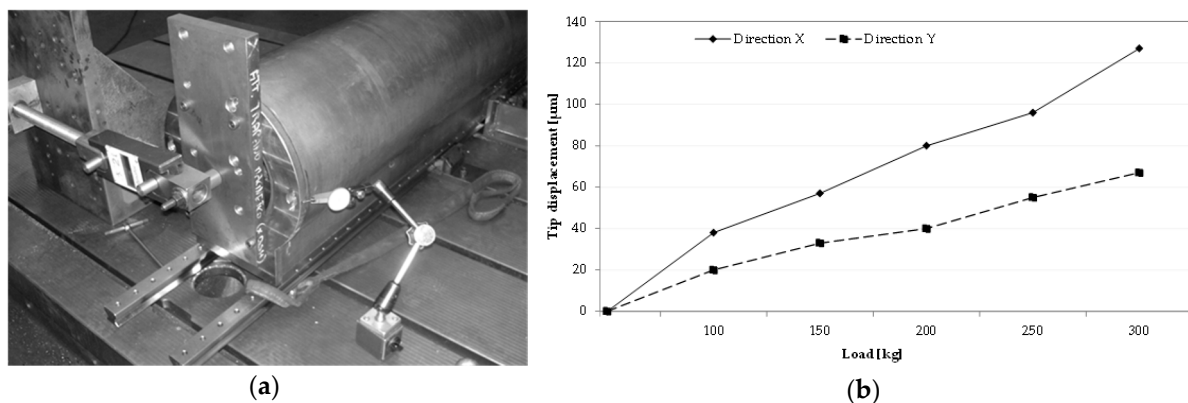 140
120
100
80
60
40
20
0
Tip displacement [µm]
Direction X
Direction Y
100 150 200 250 300
Load [kg]
(a)
(b)